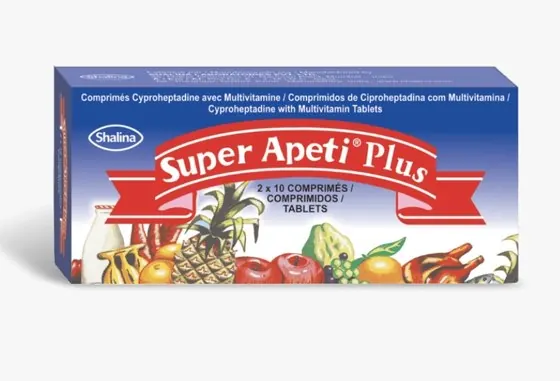 Comprimés Cyproheptadine avec Multivitamine / Comprimidos de Ciproheptadina com Multivitamina /
Cyproheptadine with Multivitamin Tablets
Shalina
Super Apeti® Plus
2 x 10 COMPRIMÉS /
COMPRIMIDOS /
TABLETS